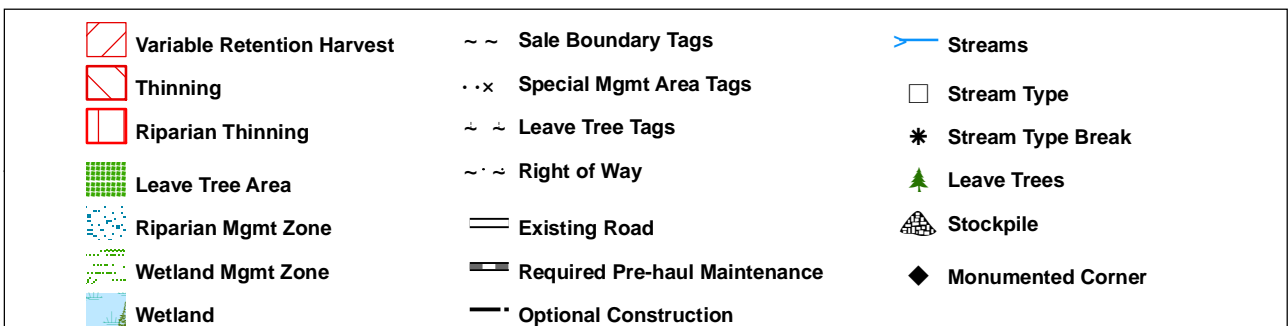 Variable Retention Harvest
Thinning
Riparian Thinning
Leave Tree Area
Riparian Mgmt Zone
Wetland Mgmt Zone
Wetland
Sale Boundary Tags
Special Mgmt Area Tags
Leave Tree Tags
Right of Way
Existing Road
Required Pre-haul Maintenance
Optional Construction
Streams
Stream Type
Stream Type Break
Leave Trees
Stockpile
Monumented Corner